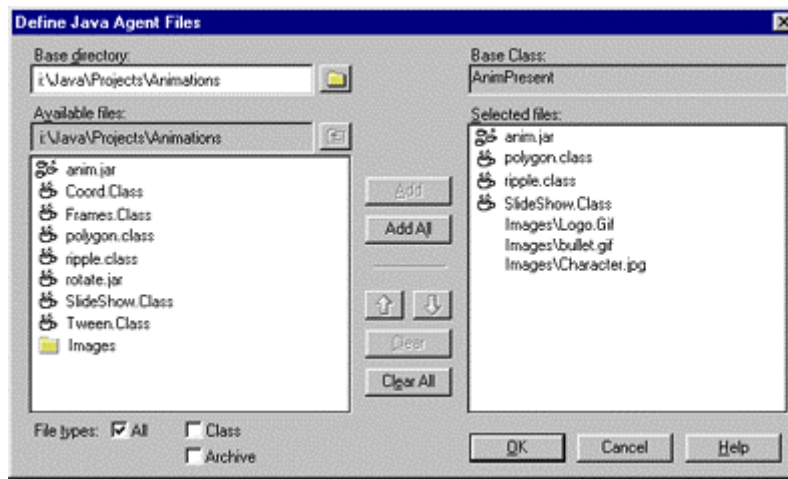 Define Java Agent Files
Base directory:
i:\Java\Projects\Animations
Available files:
i:\Java\Projects\Animations
anim.jar
Coord.Class
Frames.Class
polygon.class
ripple.class
rotate.jar
SlideShow.Class
Tween.Class
Images
File types:
All
Class
Archive
Add
Add All
Clear
Clear All
Base Class:
AnimPresent
Selected files:
anim.jar
polygon.class
ripple.class
SlideShow.Class
Images\Logo.Gif
Images\bullet.gif
Images\Character.jpg
OK
Cancel
Help